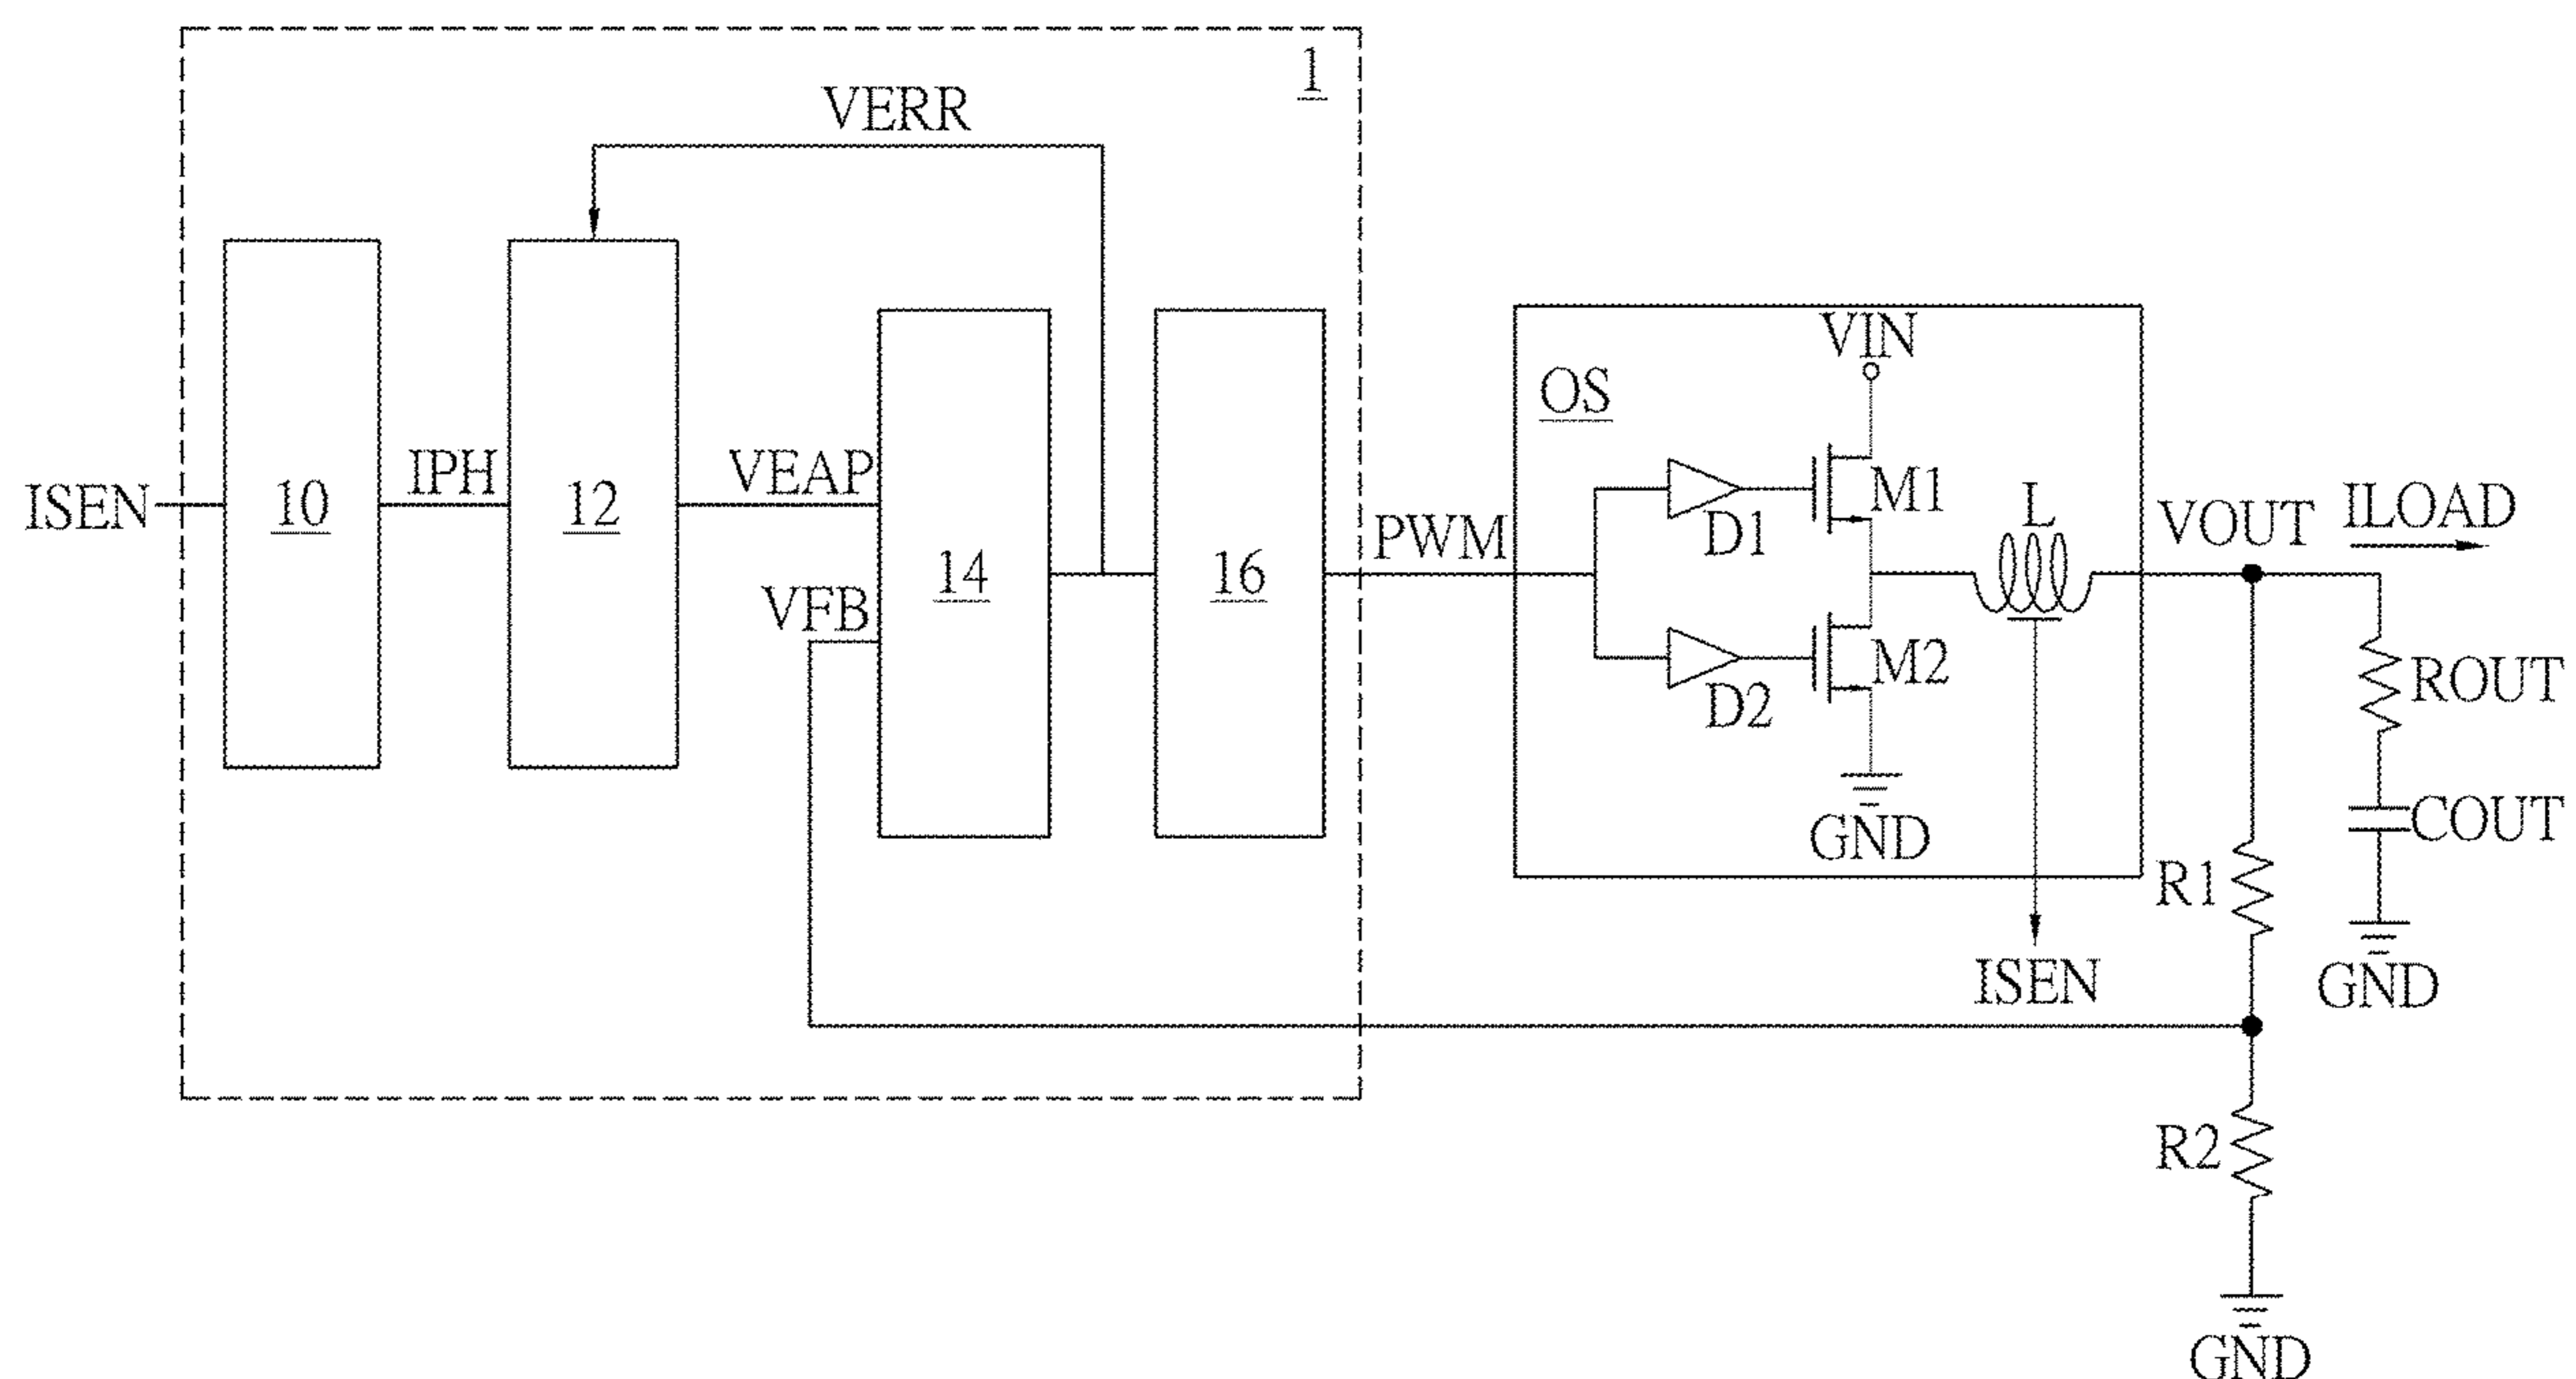 1
VERR
VIN
OS
ISEN
10
IPH
12
VEAP
14
VFB
16
PWM
D1
M1
D2
M2
GND
L
VOUT
ILOAD
ROUT
COUT
GND
R1
ISEN
R2
GND